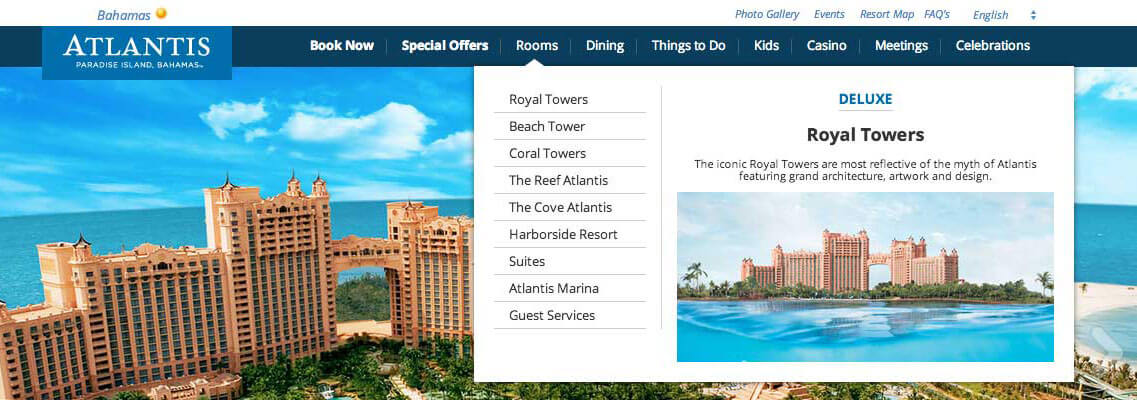 Bahamas
Photo Gallery Events Resort Map FAQ's English
ATLANTIS
PARADISE ISLAND, BAHAMAS™
Book Now Special Offers Rooms Dining Things to Do Kids Casino Meetings Celebrations
Royal Towers
Beach Tower
Coral Towers
The Reef Atlantis
The Cove Atlantis
Harborside Resort
Suites
Atlantis Marina
Guest Services
DELUXE
Royal Towers
The iconic Royal Towers are most reflective of the myth of Atlantis
featuring grand architecture, artwork and design.